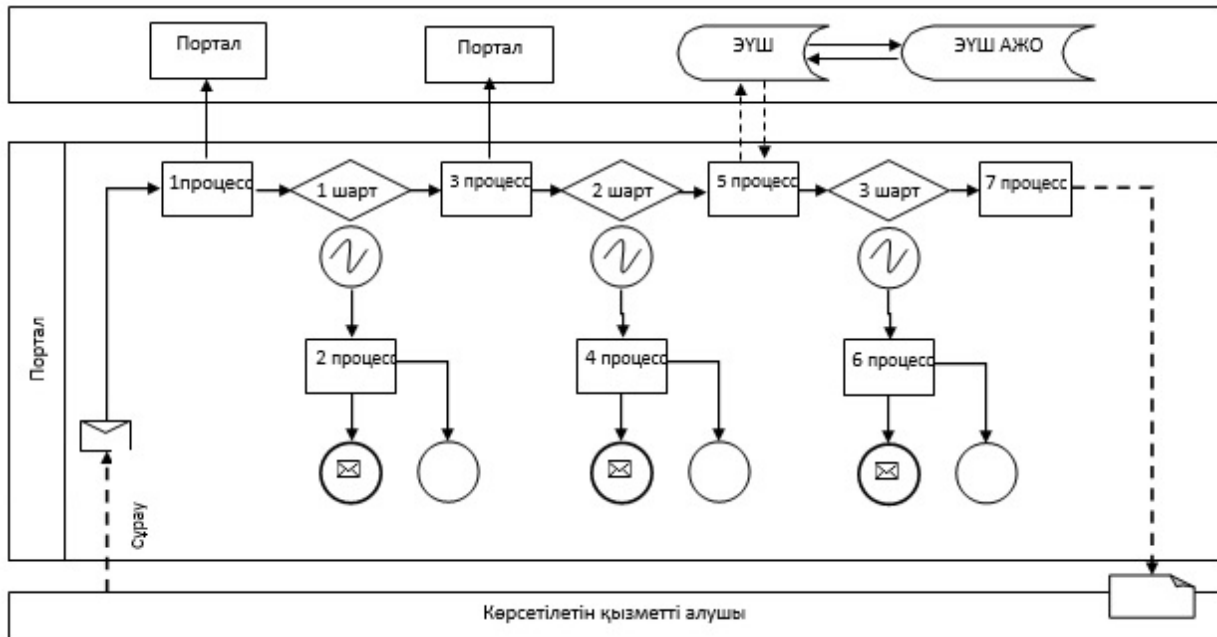 Портал
Портал
ЭҮШ
ЭҮШ АЖО
Портал
1процесс
1 шарт
3 процесс
2 шарт
5 процесс
3 шарт
7 процесс
2 процесс
4 процесс
6 процесс
Сұрау
Көрсетілетін қызметті алушы